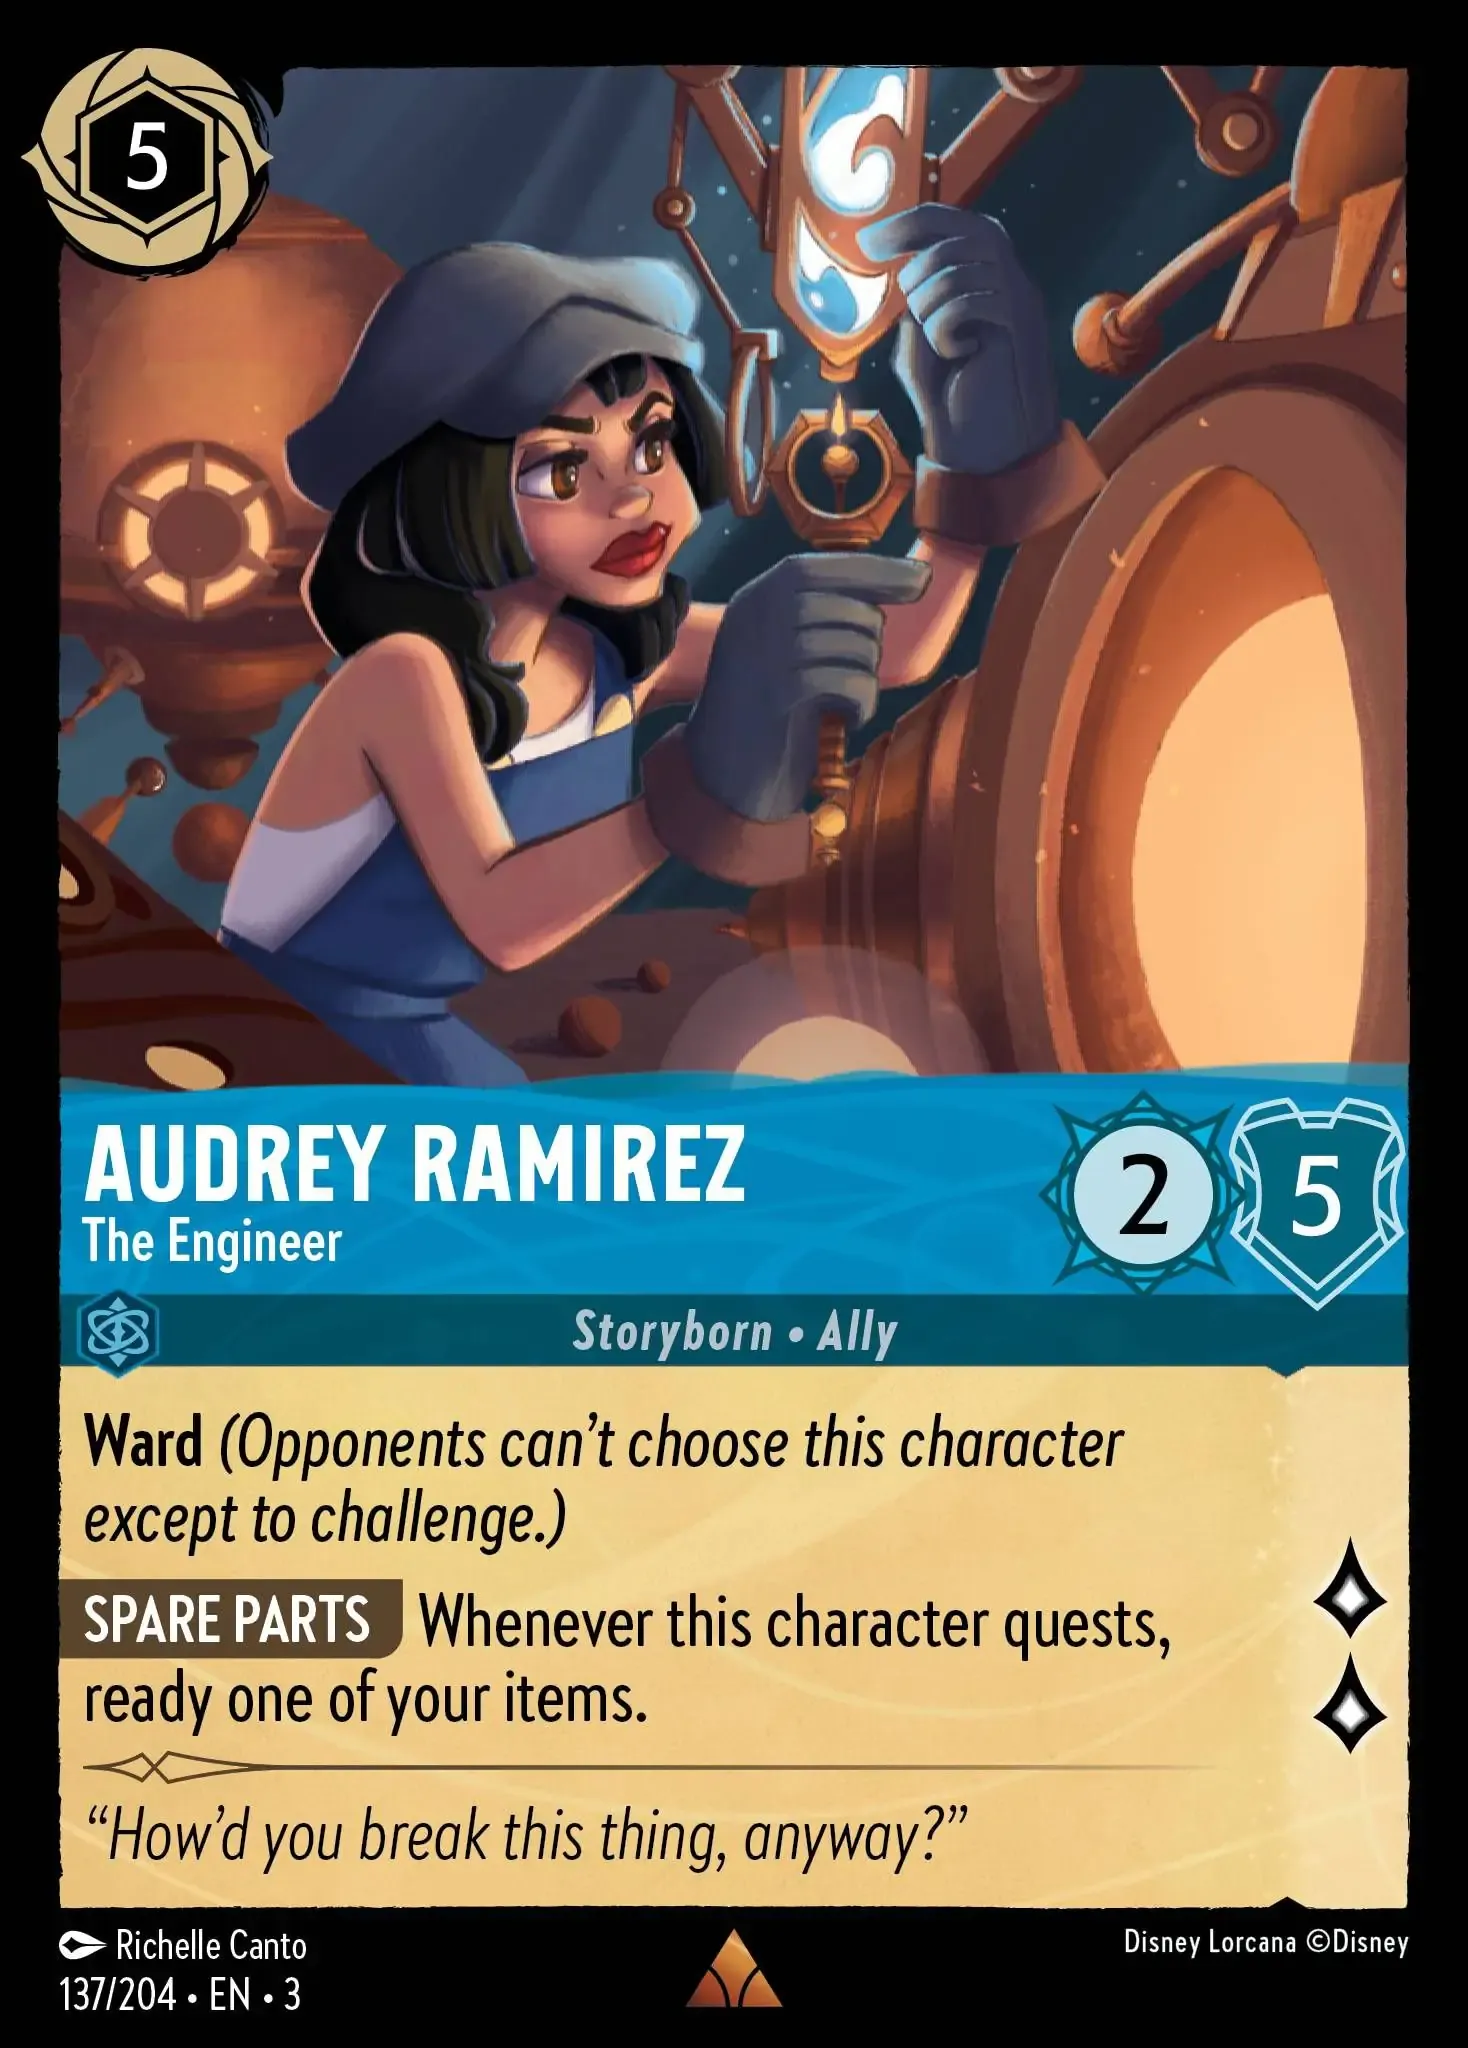 5
AUDREY RAMIREZ
The Engineer
2
5
Storyborn • Ally
Ward (Opponents can’t choose this character
except to challenge.)
SPARE PARTS Whenever this character quests,
ready one of your items.
“How’d you break this thing, anyway?”
Richelle Canto
137/204 • EN • 3
Disney Lorcana ©Disney